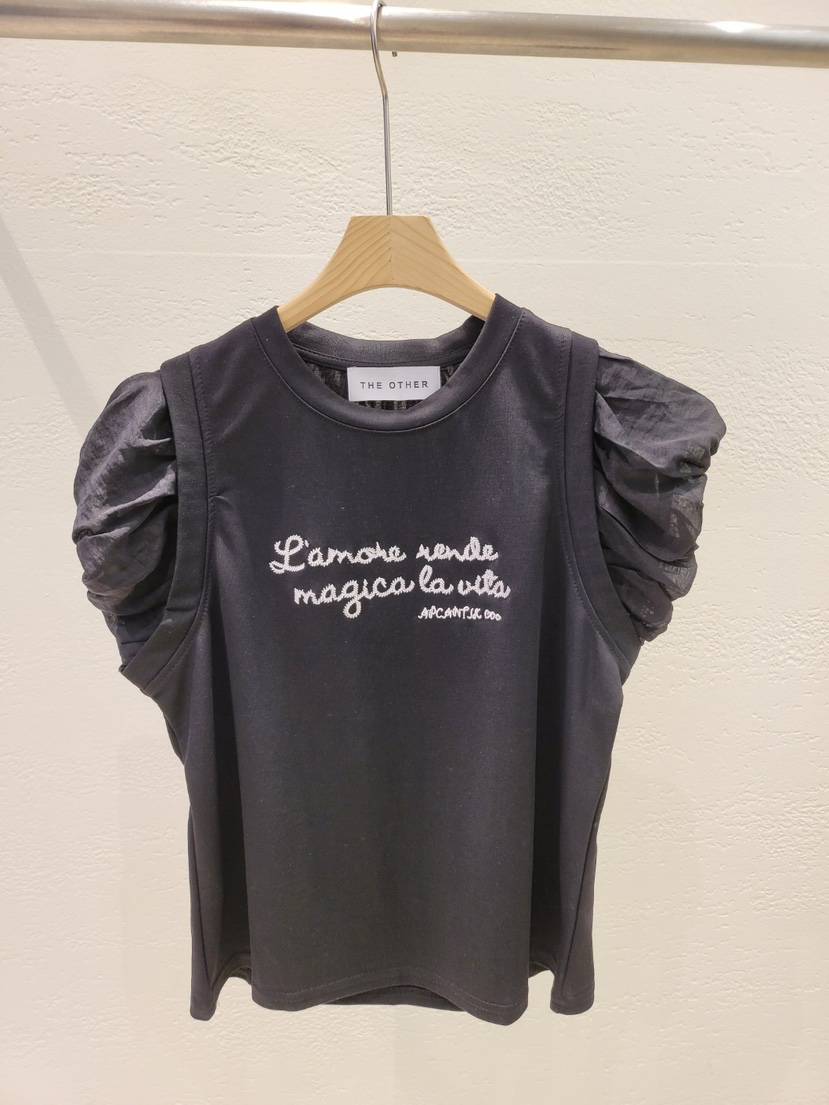 THE OTHER
L'amore rende
magica la vita